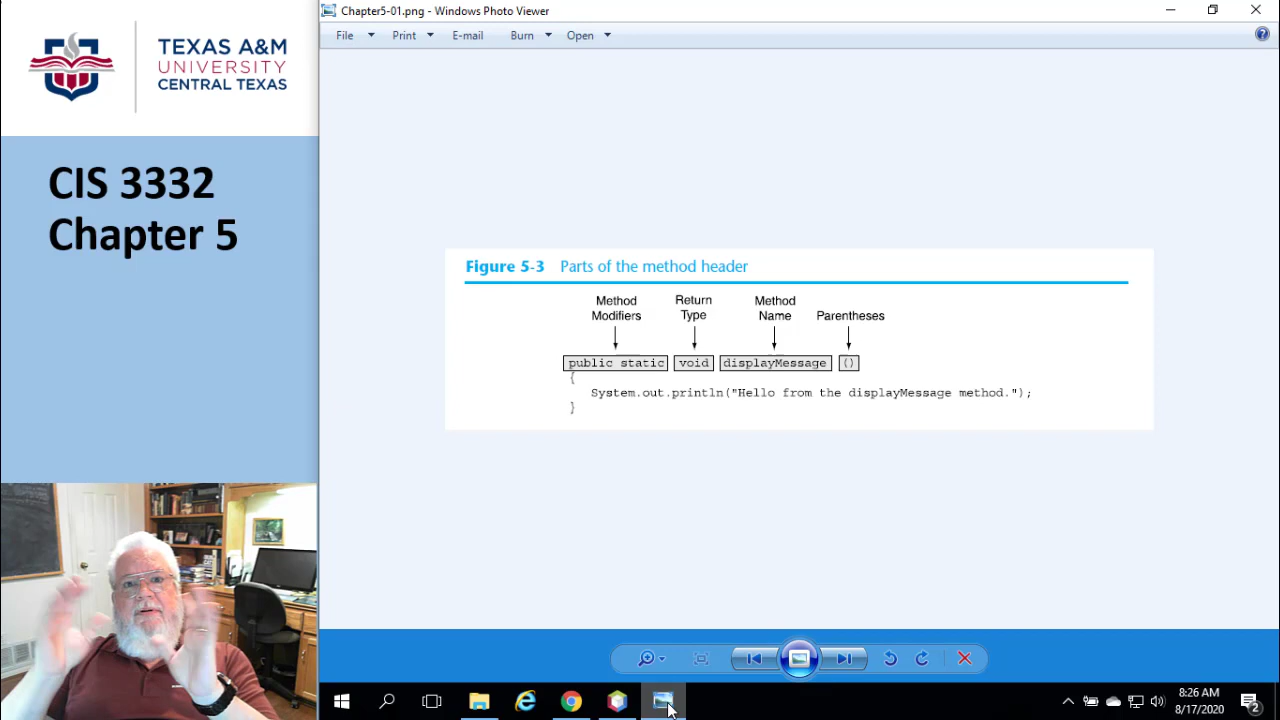 TEXAS A&M
UNIVERSITY
CENTRAL TEXAS
CIS 3332
Chapter 5
Chapter5-01.png - Windows Photo Viewer
File Print E-mail Burn Open
Figure 5-3 Parts of the method header
Method Modifiers
Return Type
Method Name
Parentheses
public static void displayMessage ()
{
System.out.println("Hello from the displayMessage method.");
}
8:26 AM
8/17/2020
2